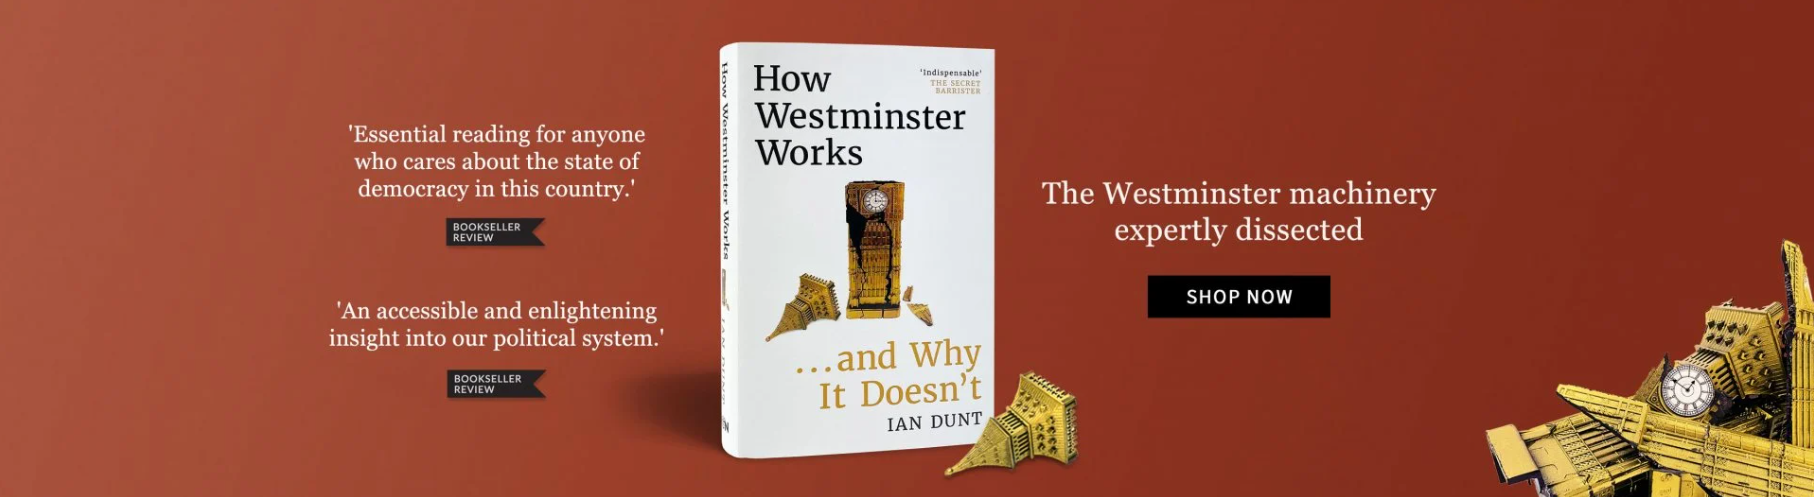 'Essential reading for anyone
who cares about the state of
democracy in this country.'
BOOKSELLER
REVIEW
'An accessible and enlightening
insight into our political system.'
BOOKSELLER
REVIEW
How Westminster Works
IAN DUNT
How
Westminster
Works
'Indispensable'
THE SECRET
BARRISTER
...and Why
It Doesn't
IAN DUNT
The Westminster machinery
expertly dissected
SHOP NOW